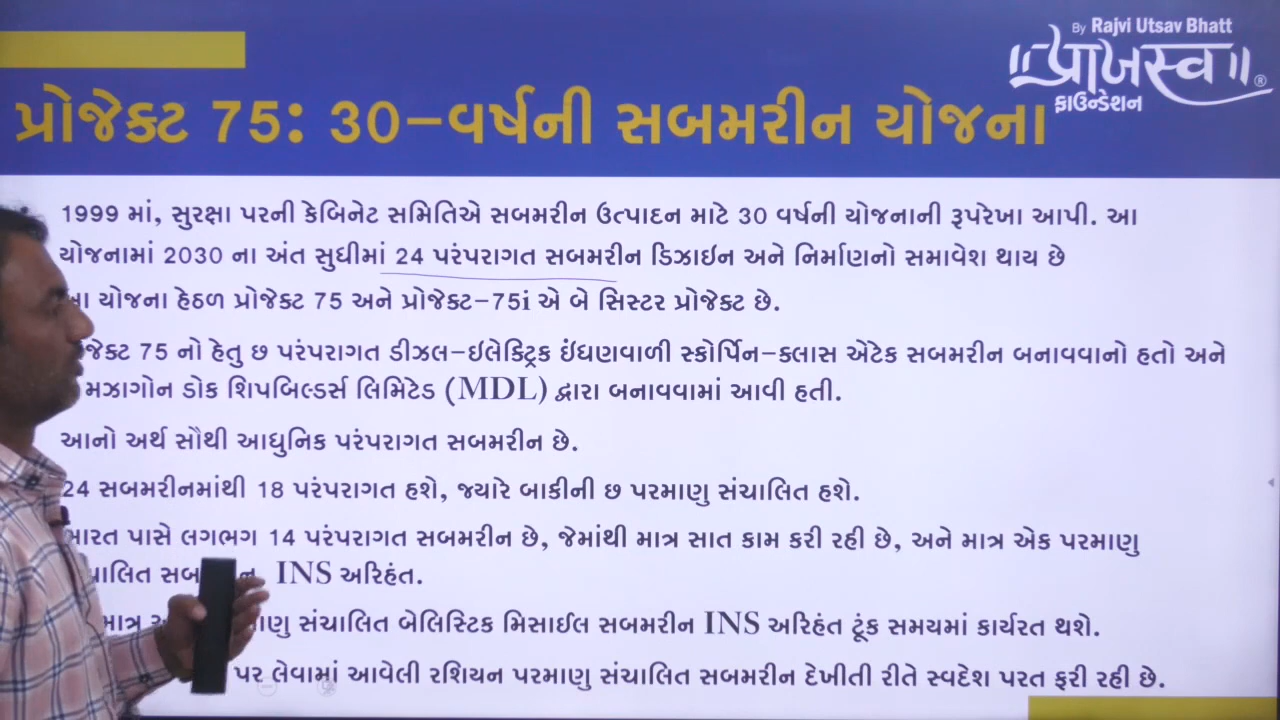 By Rajvi Utsav Bhatt
ફાઉન્ડેશન
પ્રોજેક્ટ 75: 30-વર્ષની સબમરીન યોજના
1999 માં, સુરક્ષા પરની કેબિનેટ સમિતિએ સબમરીન ઉત્પાદન માટે 30 વર્ષની યોજનાની રૂપરેખા આપી. આ
યોજનામાં 2030 ના અંત સુધીમાં 24 પરંપરાગત સબમરીન ડિઝાઇન અને નિર્માણનો સમાવેશ થાય છે
યોજના હેઠળ પ્રોજેક્ટ 75 અને પ્રોજેક્ટ-75i એ બે સિસ્ટર પ્રોજેક્ટ છે.
75 નો હેતુ છ પરંપરાગત ડીઝલ-ઇલેક્ટ્રિક ઇંધણવાળી સ્કોર્પિન-ક્લાસ એટેક સબમરીન બનાવવાનો હતો અને
મઝાગોન ડોક શિપબિલ્ડર્સ લિમિટેડ (MDL) દ્વારા બનાવવામાં આવી હતી.
આનો અર્થ સૌથી આધુનિક પરંપરાગત સબમરીન છે.
24 સબમરીનમાંથી 18 પરંપરાગત હશે, જ્યારે બાકીની છ પરમાણુ સંચાલિત હશે.
પાસે લગભગ 14 પરંપરાગત સબમરીન છે, જેમાંથી માત્ર સાત કામ કરી રહી છે, અને માત્ર એક પરમાણુ
INS અરિહંત.
સંચાલિત બેલિસ્ટિક મિસાઈલ સબમરીન INS અરિહંત ટૂંક સમયમાં કાર્યરત થશે.
પર લેવામાં આવેલી રશિયન પરમાણુ સંચાલિત સબમરીન દેખીતી રીતે સ્વદેશ પરત ફરી રહી છે.